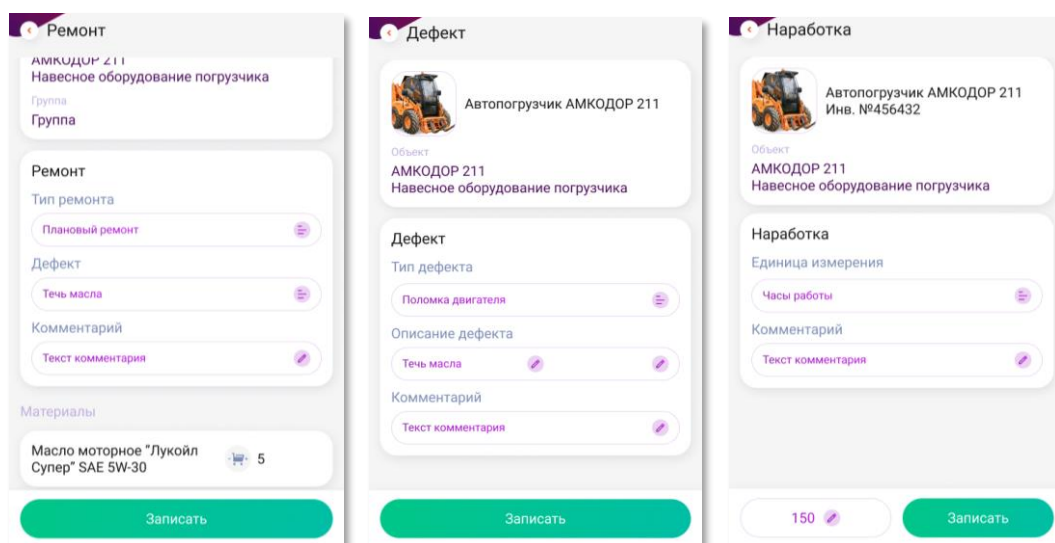 Ремонт
АМКОДОР 211
Навесное оборудование погрузчика
Группа
Группа
Ремонт
Тип ремонта
Плановый ремонт
Дефект
Течь масла
Комментарий
Текст комментария
Материалы
Масло моторное "Лукойл
Супер" SAE 5W-30
5
Записать
Дефект
Автопогрузчик АМКОДОР 211
Объект
АМКОДОР 211
Навесное оборудование погрузчика
Дефект
Тип дефекта
Поломка двигателя
Описание дефекта
Течь масла
Комментарий
Текст комментария
Записать
Наработка
Автопогрузчик АМКОДОР 211
Инв. №456432
Объект
АМКОДОР 211
Навесное оборудование погрузчика
Наработка
Единица измерения
Часы работы
Комментарий
Текст комментария
150
Записать